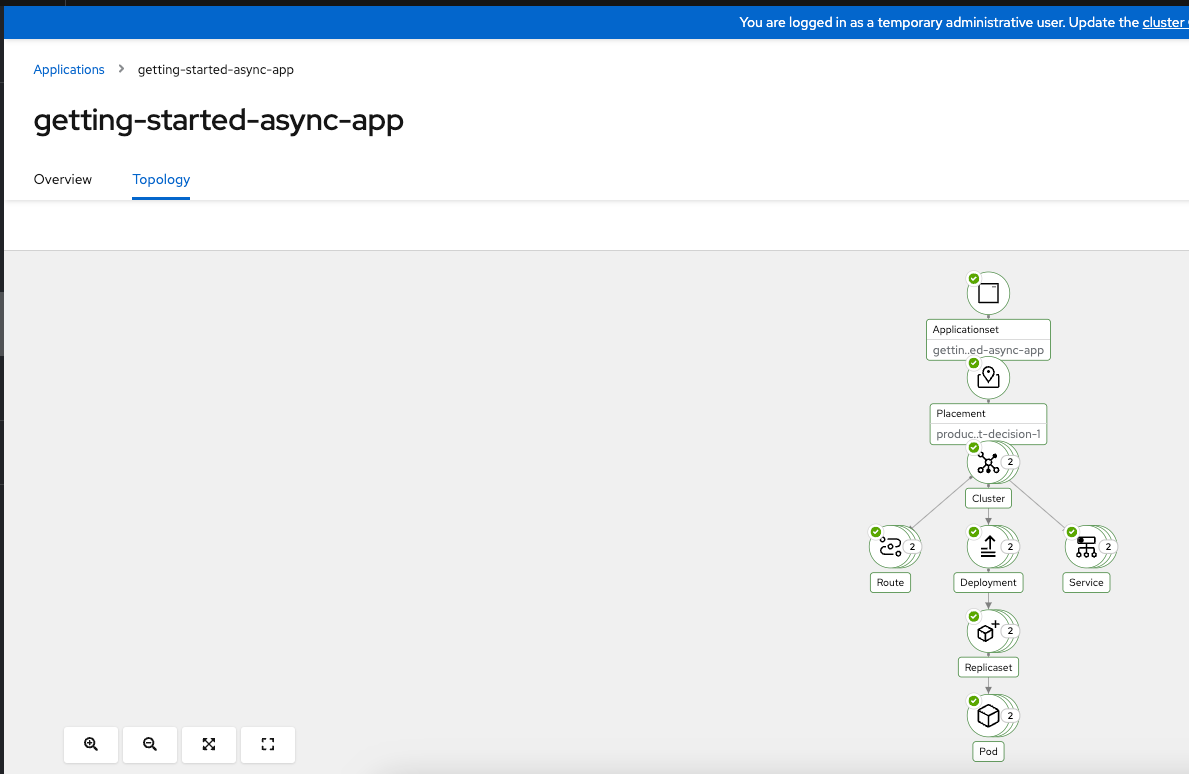 You are logged in as a temporary administrative user. Update the cluster
Applications > getting-started-async-app
getting-started-async-app
Overview Topology
Applicationset
gettin..ed-async-app
Placement
produc..t-decision-1
2
Cluster
2 2 2
Route Deployment Service
2
Replicaset
2
Pod